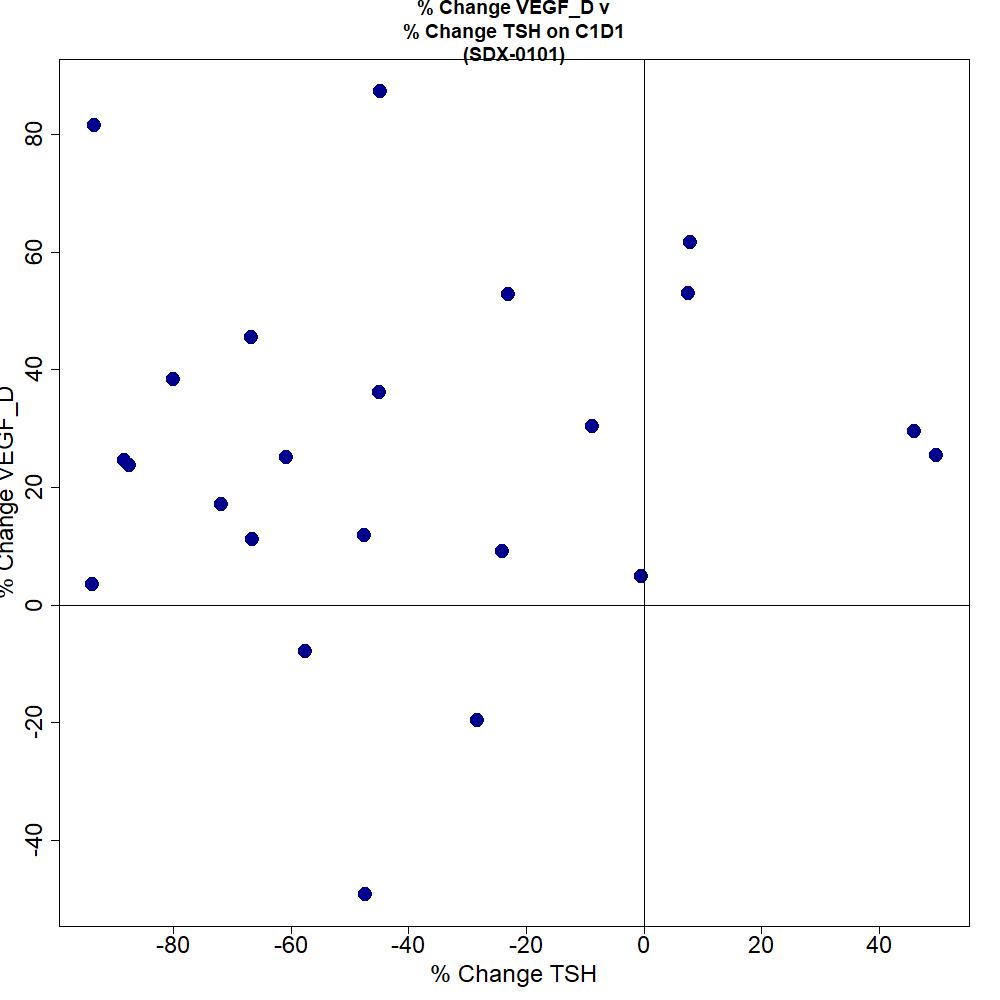 % Change VEGF_D v
% Change TSH on C1D1
(SDX-0101)
% Change VEGF_D
80
60
40
20
0
-20
-40
-80
-60
-40
-20
0
20
40
% Change TSH